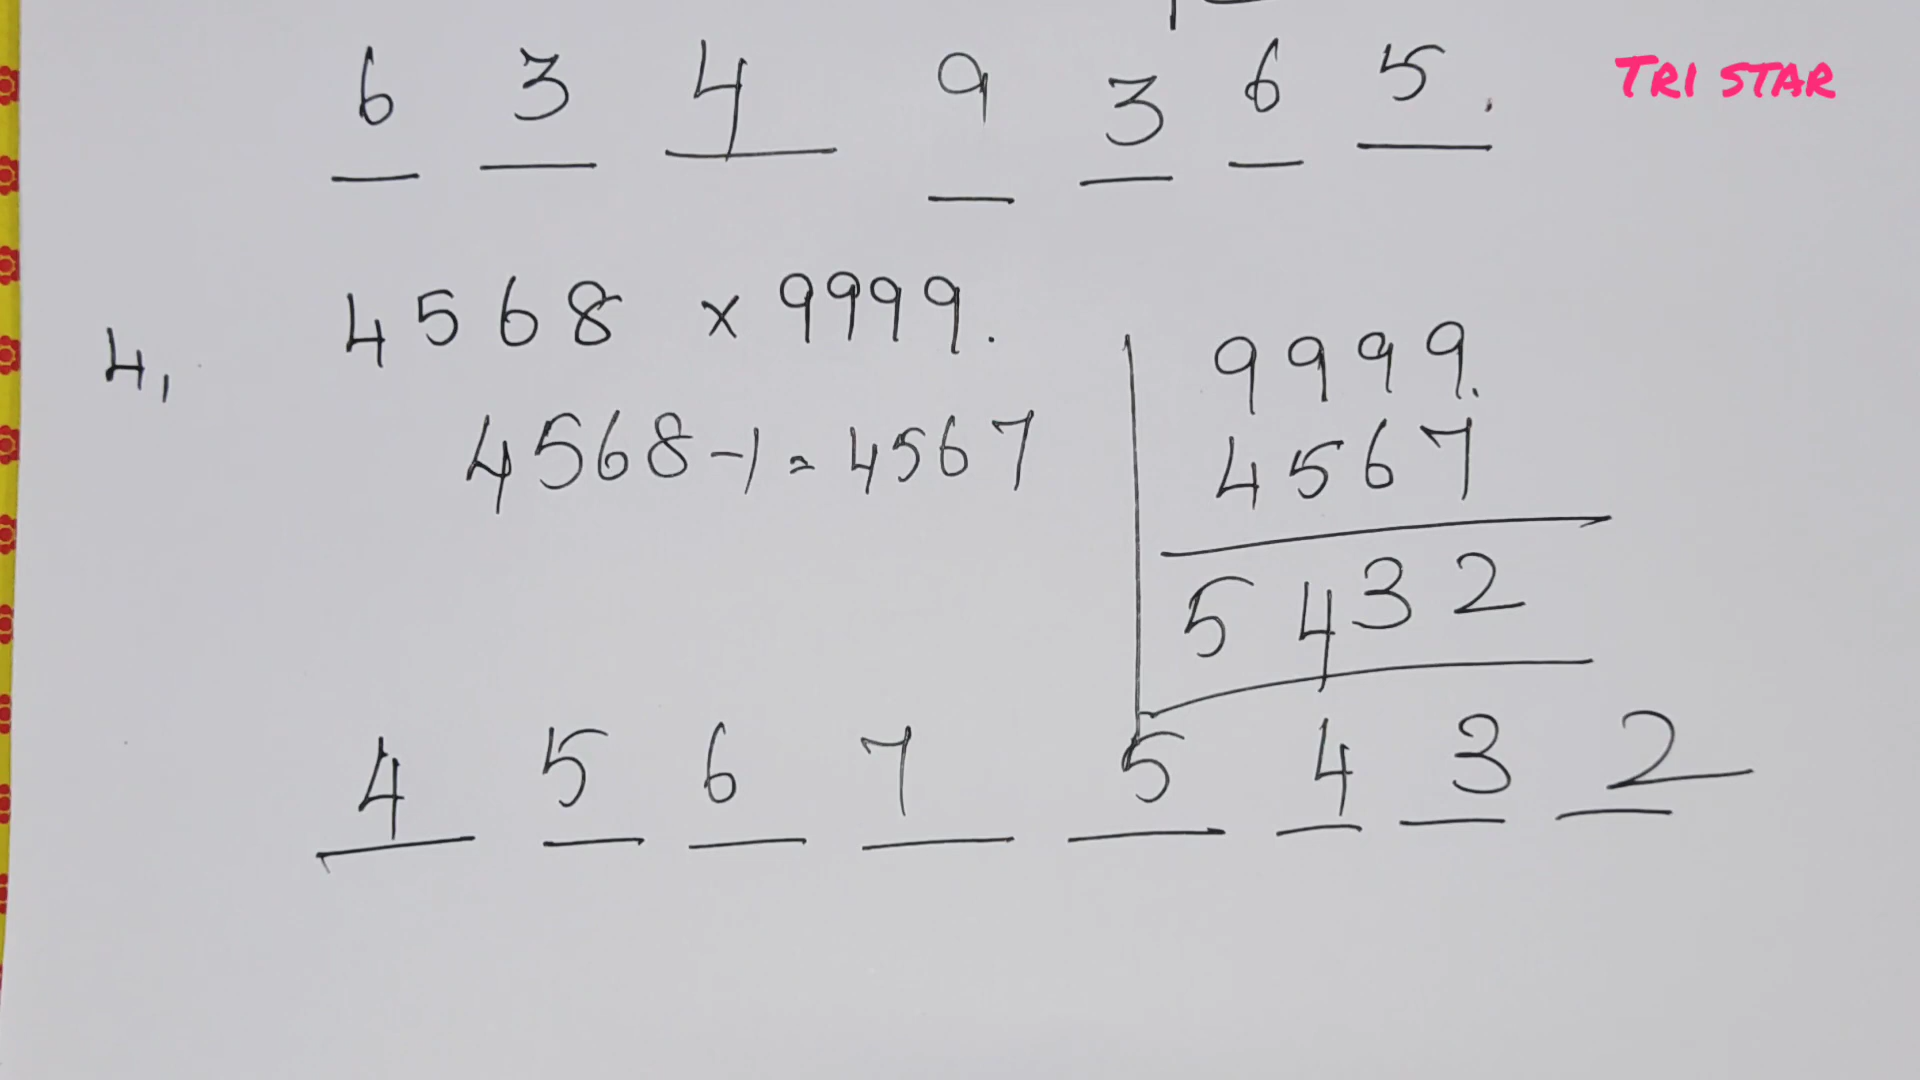 6 3 4 9 3 6 5.
TRI STAR
4, 4568 x 9999.
4568-1 = 4567
9999.
4567
5432
4 5 6 7 5 4 3 2